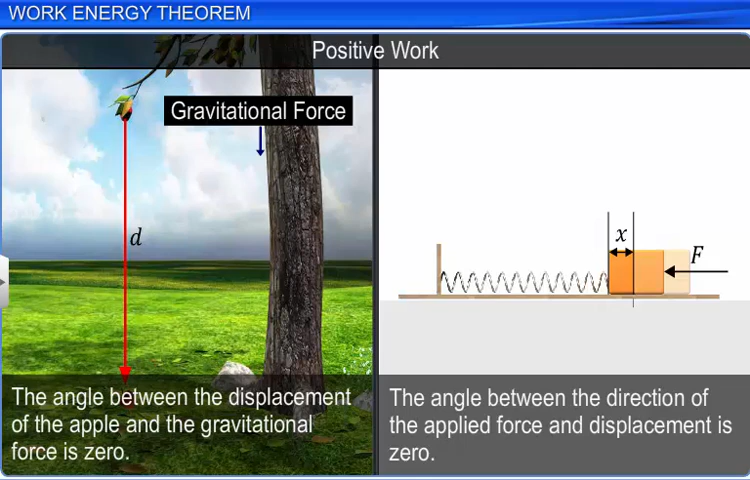 WORK ENERGY THEOREM
Positive Work
Gravitational Force
d
The angle between the displacement
of the apple and the gravitational
force is zero.
x
F
The angle between the direction of
the applied force and displacement is
zero.